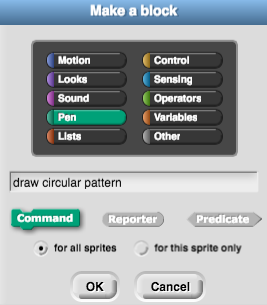 Make a block
Motion Control
Looks Sensing
Sound Operators
Pen Variables
Lists Other
draw circular pattern
Command Reporter Predicate
for all sprites for this sprite only
OK Cancel